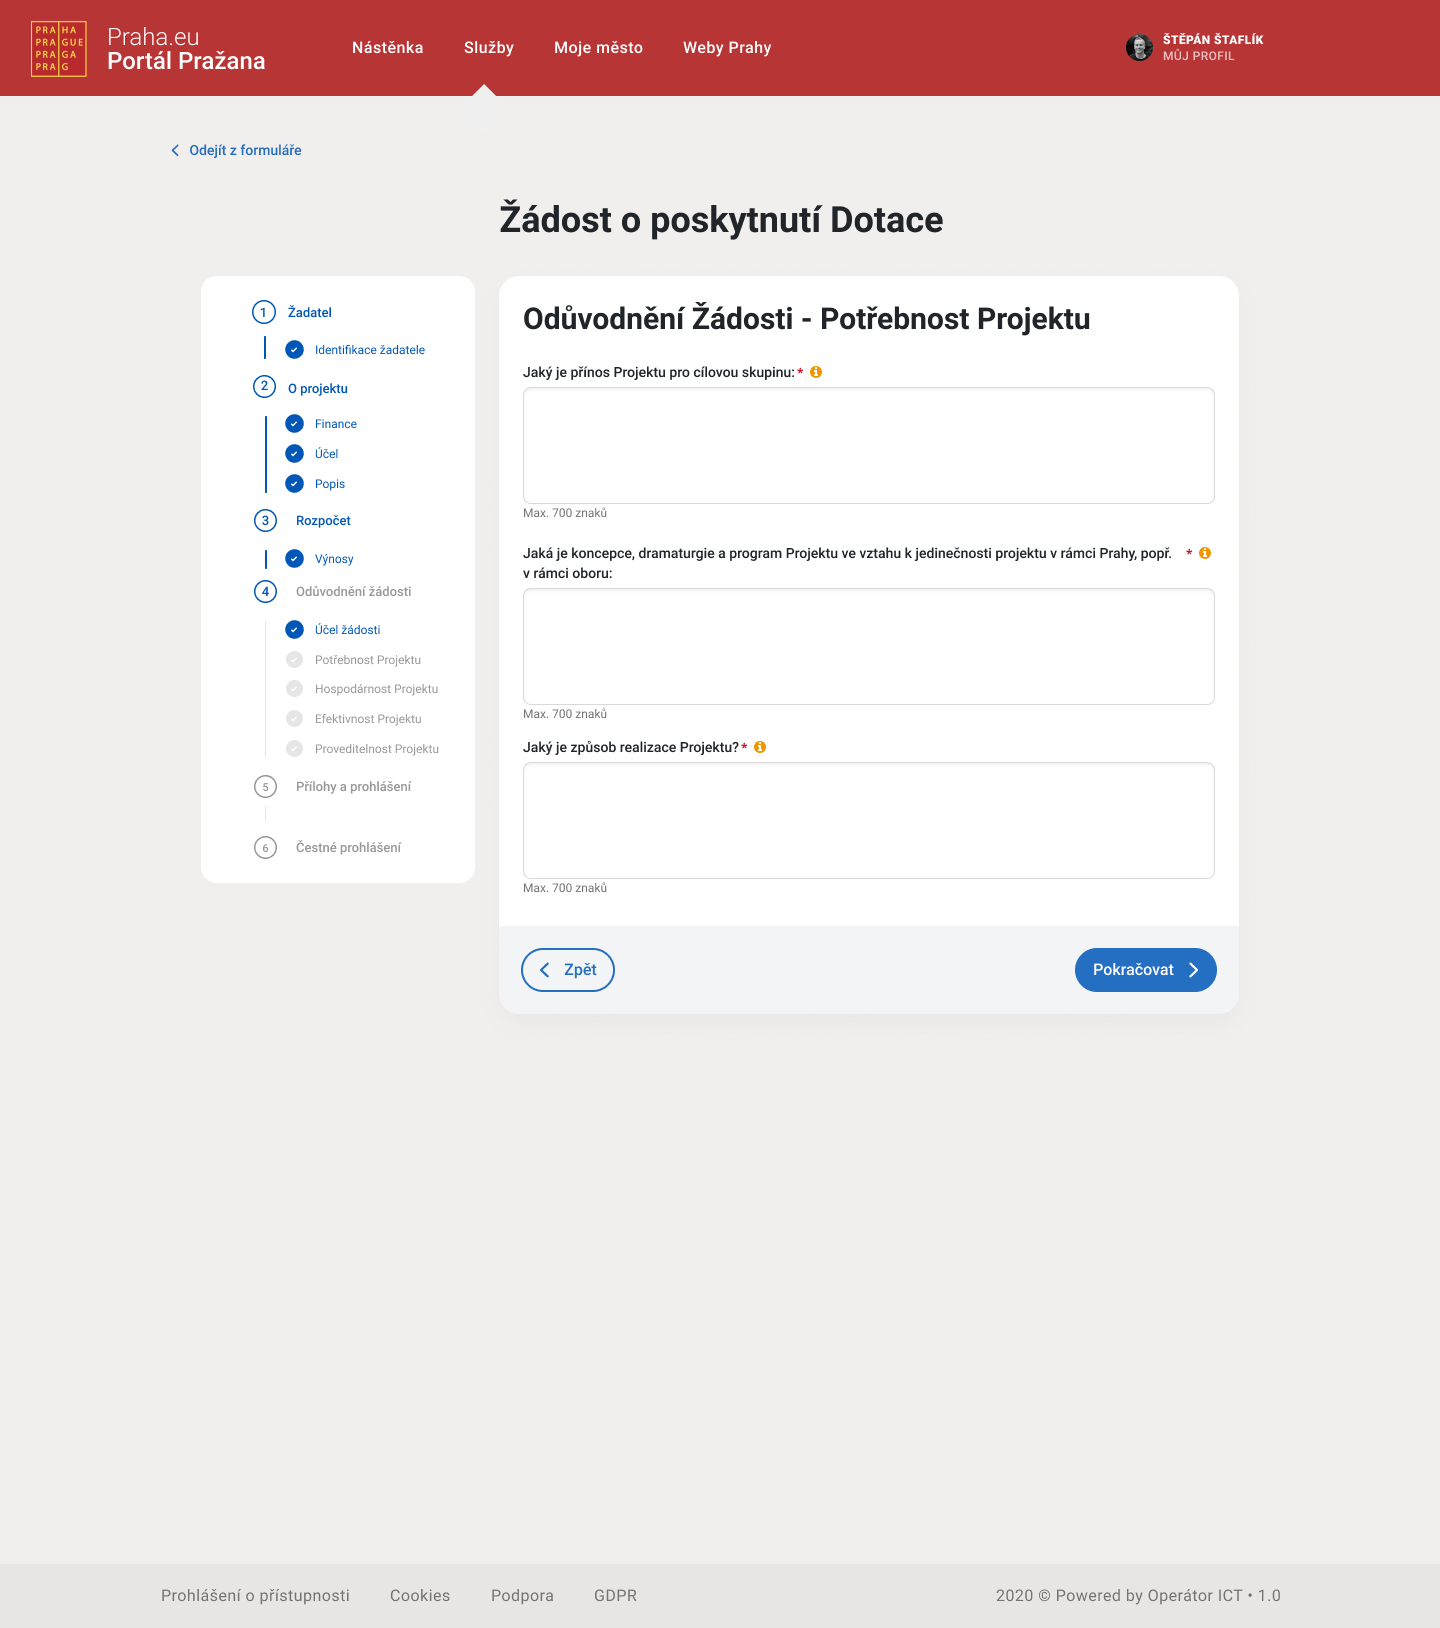 PRA HA
PRA GUE
PRA GA
PRA G
Praha.eu
Portál Pražana
Nástěnka
Služby
Moje město
Weby Prahy
ŠTĚPÁN ŠTAFLÍK
MŮJ PROFIL
Odejít z formuláře
Žádost o poskytnutí Dotace
1 Žadatel
Identifikace žadatele
2 O projektu
Finance
Účel
Popis
3 Rozpočet
Výnosy
4 Odůvodnění žádosti
Účel žádosti
Potřebnost Projektu
Hospodárnost Projektu
Efektivnost Projektu
Proveditelnost Projektu
5 Přílohy a prohlášení
6 Čestné prohlášení
Odůvodnění Žádosti - Potřebnost Projektu
Jaký je přínos Projektu pro cílovou skupinu: *
Max. 700 znaků
Jaká je koncepce, dramaturgie a program Projektu ve vztahu k jedinečnosti projektu v rámci Prahy, popř. *
v rámci oboru:
Max. 700 znaků
Jaký je způsob realizace Projektu? *
Max. 700 znaků
Zpět
Pokračovat
Prohlášení o přístupnosti
Cookies
Podpora
GDPR
2020 © Powered by Operátor ICT • 1.0